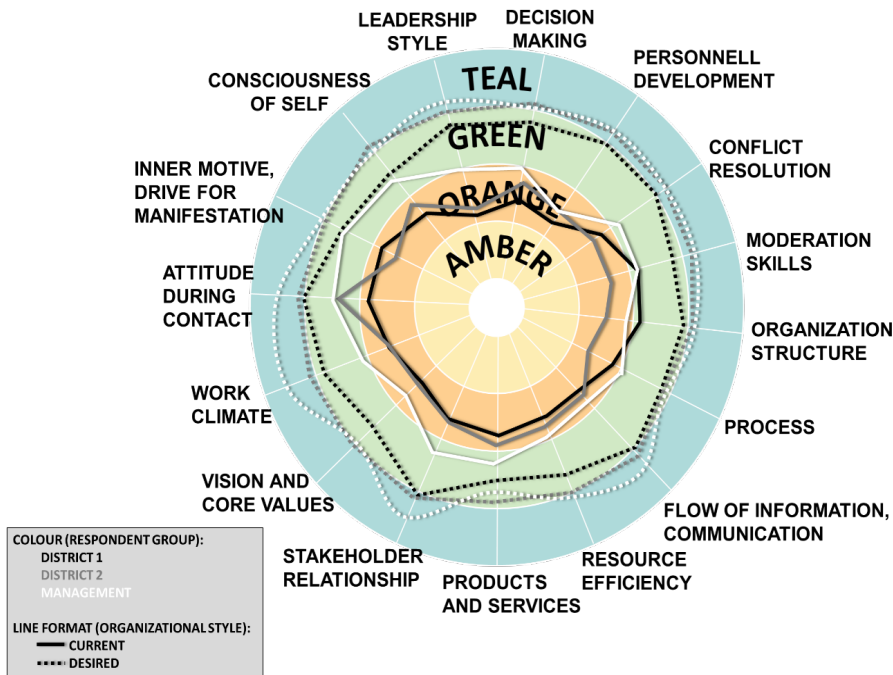 LEADERSHIP
STYLE
DECISION
MAKING
PERSONNELL
DEVELOPMENT
CONSCIOUSNESS
OF SELF
TEAL
GREEN
ORANGE
AMBER
CONFLICT
RESOLUTION
INNER MOTIVE,
DRIVE FOR
MANIFESTATION
MODERATION
SKILLS
ATTITUDE
DURING
CONTACT
ORGANIZATION
STRUCTURE
WORK
CLIMATE
PROCESS
VISION AND
CORE VALUES
FLOW OF INFORMATION,
COMMUNICATION
STAKEHOLDER
RELATIONSHIP
PRODUCTS
AND SERVICES
RESOURCE
EFFICIENCY
COLOUR (RESPONDENT GROUP):
DISTRICT 1
DISTRICT 2
MANAGEMENT
LINE FORMAT (ORGANIZATIONAL STYLE):
CURRENT
DESIRED